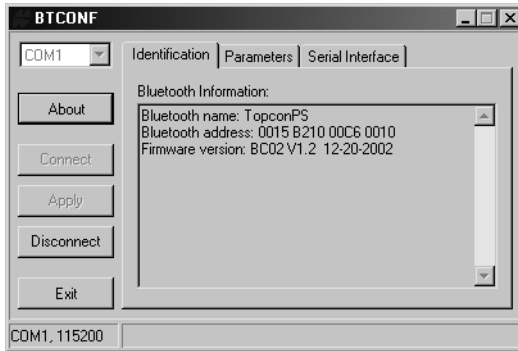 BTCONF
COM1
Identification
Parameters
Serial Interface
Bluetooth Information:
About
Bluetooth name: TopconPS
Bluetooth address: 0015 B210 00C6 0010
Firmware version: BC02 V1.2 12-20-2002
Connect
Apply
Disconnect
Exit
COM1, 115200